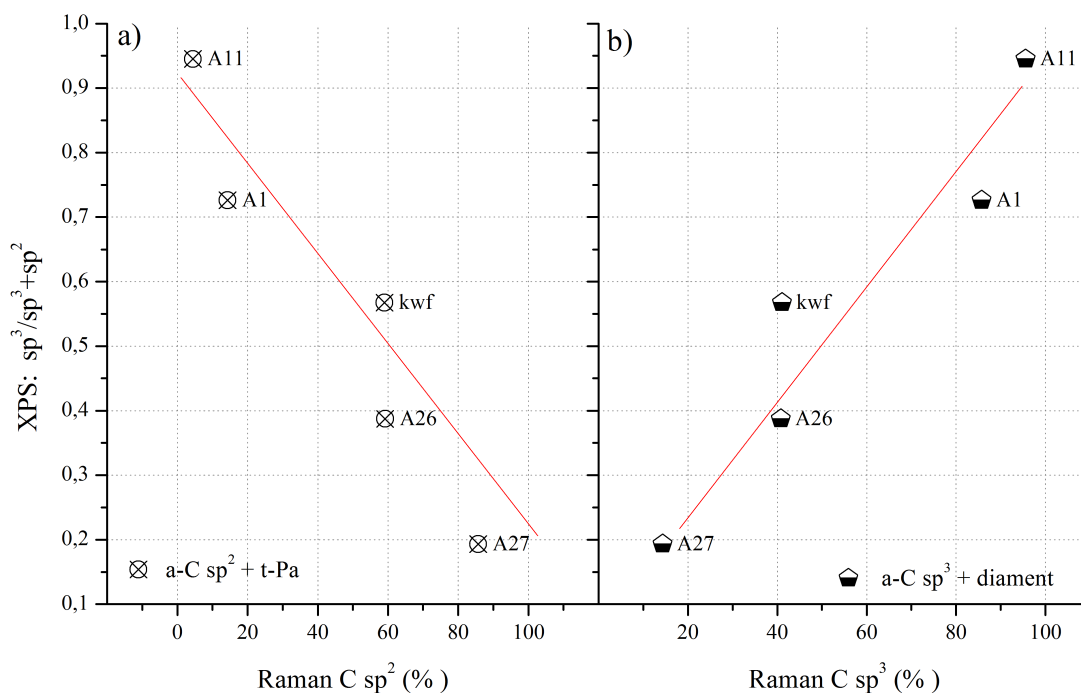 a)
b)
1,0
0,9
0,8
0,7
0,6
0,5
0,4
0,3
0,2
0,1
XPS: sp³/sp³+sp²
A11
A1
kwf
A26
A27
a-C sp² + t-Pa
0 20 40 60 80 100
Raman C sp² (% )
A11
A1
kwf
A26
A27
a-C sp³ + diament
20 40 60 80 100
Raman C sp³ (% )